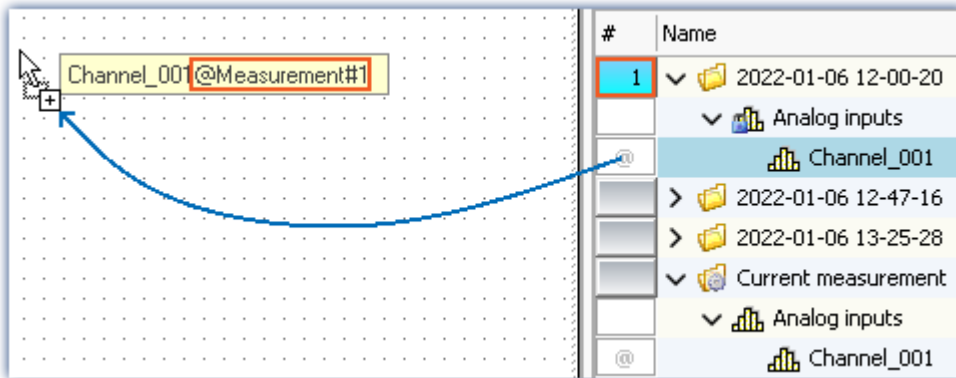 # Name
Channel_001@Measurement#1
1 2022-01-06 12-00-20
Analog inputs
@ Channel_001
2022-01-06 12-47-16
2022-01-06 13-25-28
Current measurement
Analog inputs
@ Channel_001